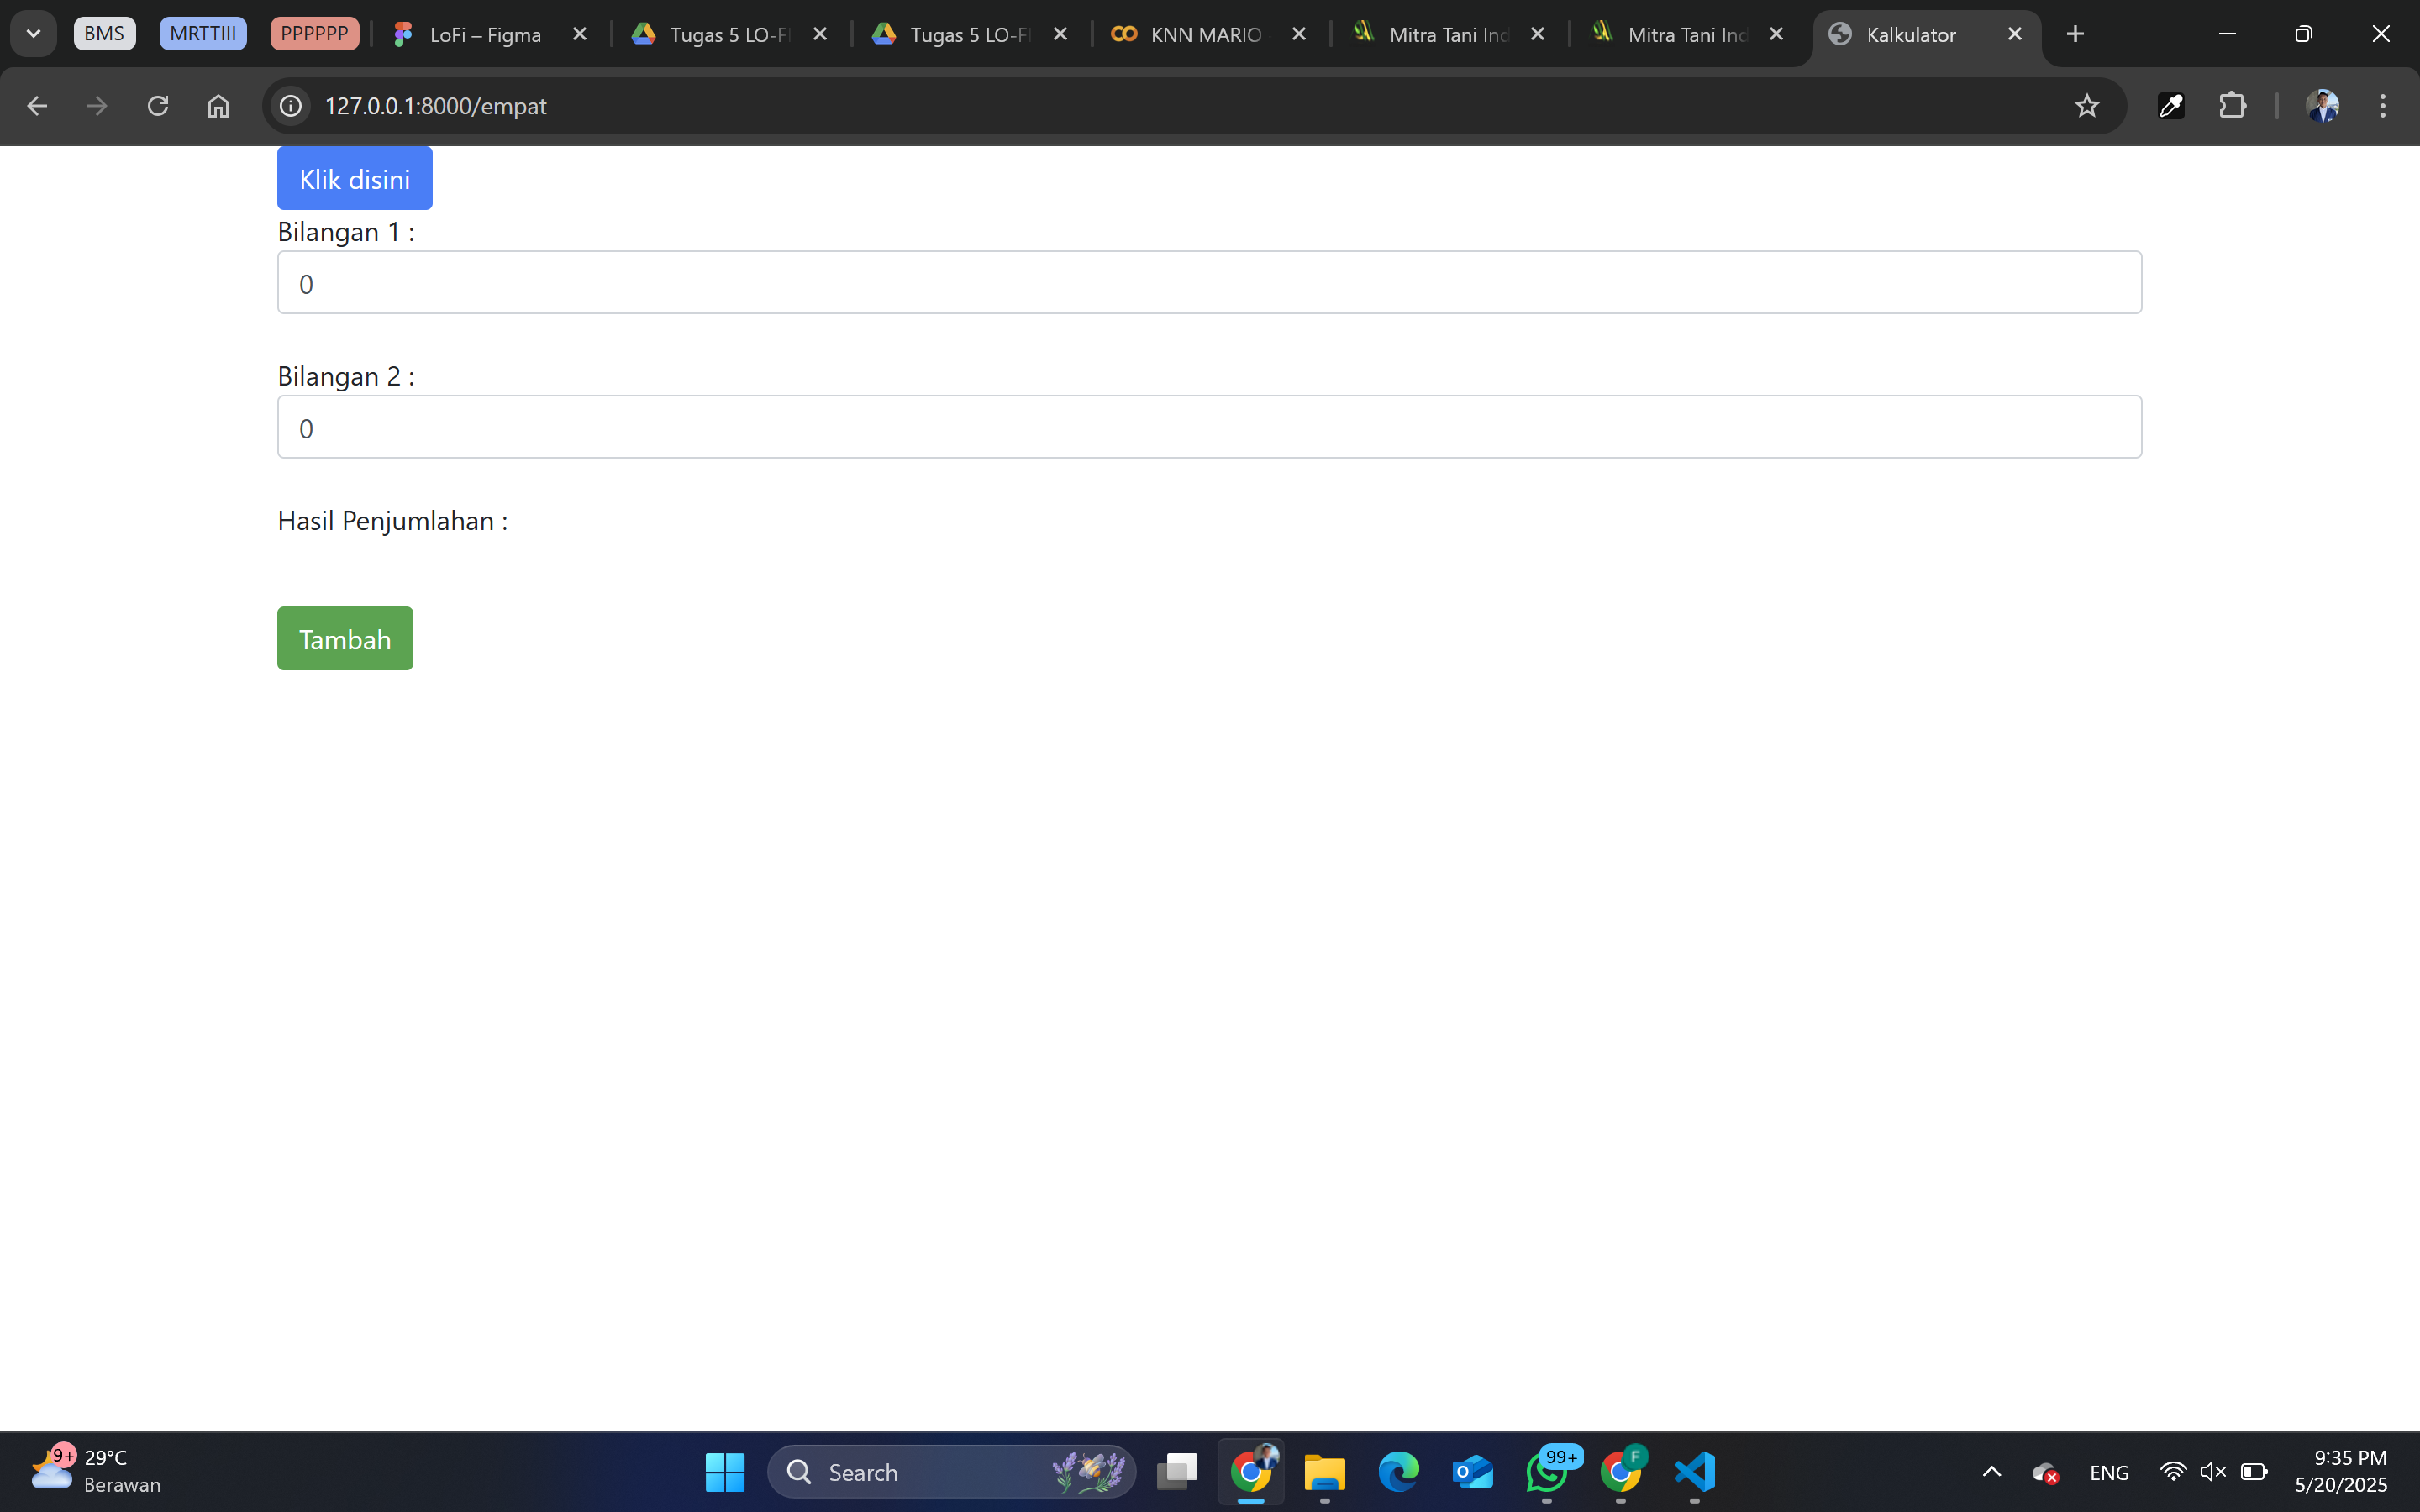 BMS
MRTTIII
PPPPPP
LoFi – Figma
Tugas 5 LO-FI
Tugas 5 LO-FI
KNN MARIO
Mitra Tani Ind
Mitra Tani Ind
Kalkulator
127.0.0.1:8000/empat
Klik disini
Bilangan 1 :
0
Bilangan 2 :
0
Hasil Penjumlahan :
Tambah
9+
29°C
Berawan
Search
99+
F
ENG
9:35 PM
5/20/2025